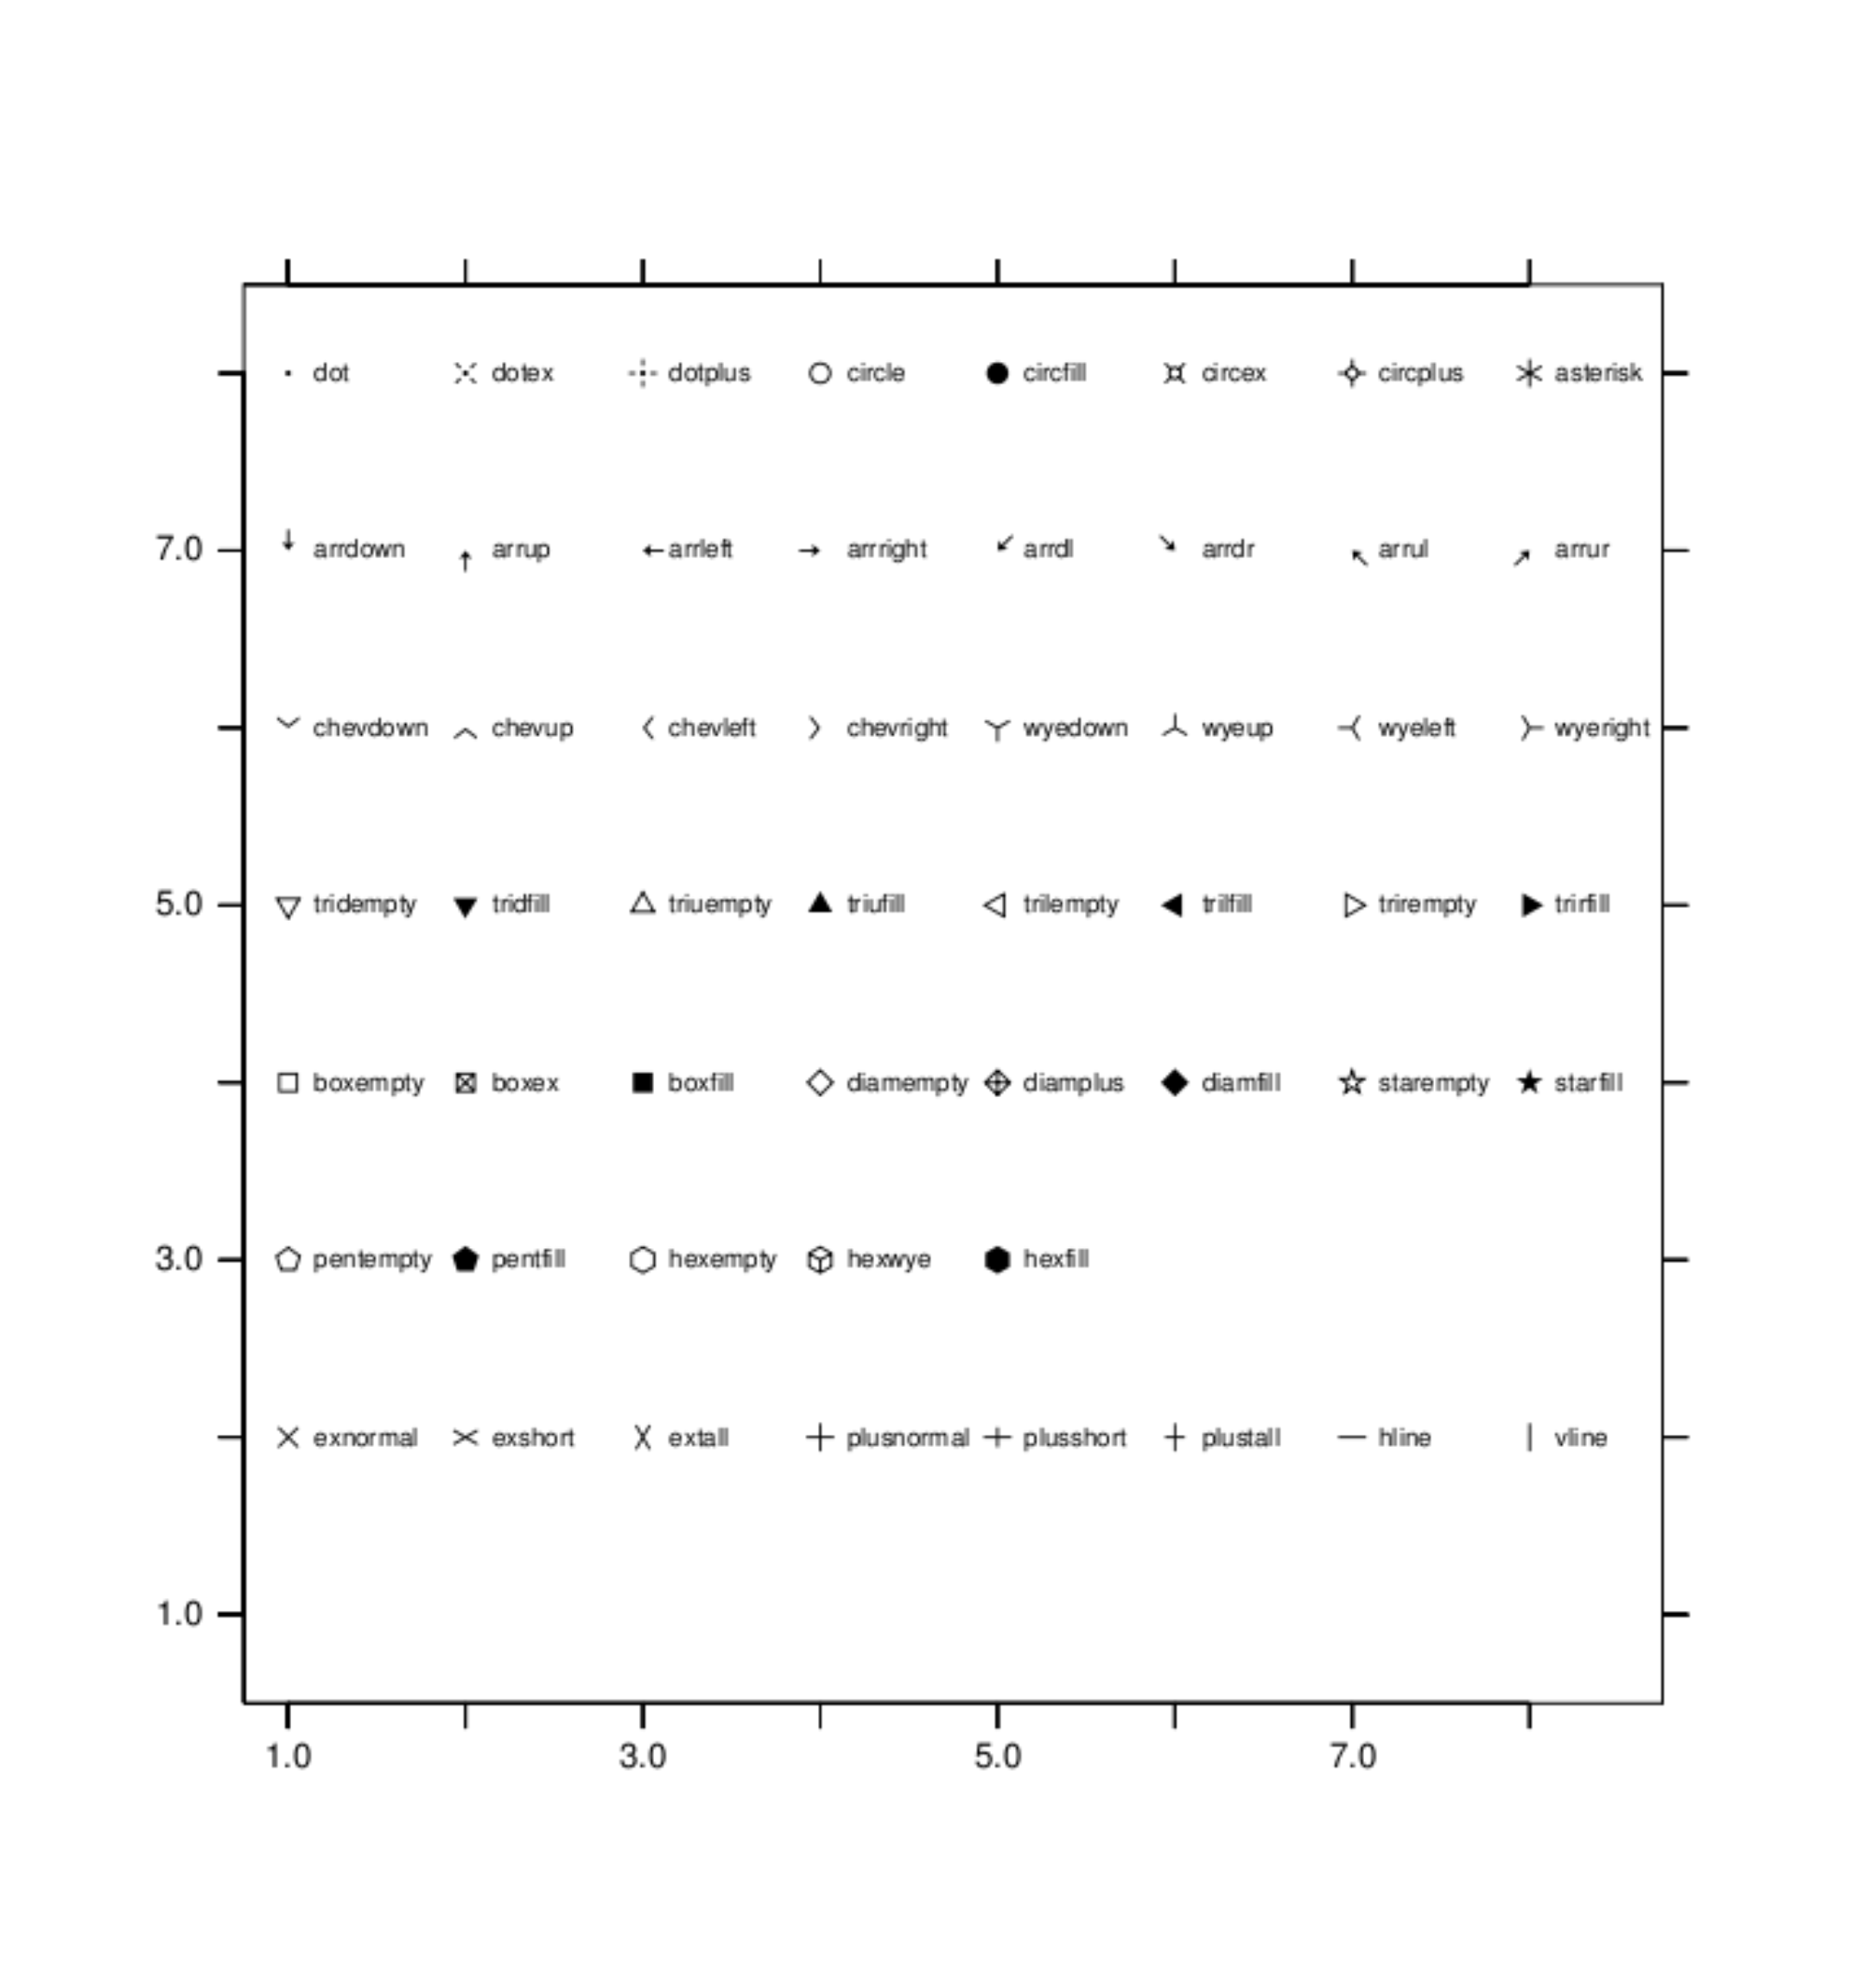 dot dotex dotplus circle circfill circex circplus asterisk
7.0 arrdown arrup arrleft arrright arrdl arrdr arrul arrur
chevdown chevup chevleft chevright wyedown wyeup wyeleft wyeright
5.0 tridempty tridfill triuempty triufill trilempty trilfill trirempty trirfill
boxempty boxex boxfill diamempty diamplus diamfill starempty starfill
3.0 pentempty pentfill hexempty hexwye hexfill
exnormal exshort extall plusnormal plusshort plustall hline vline
1.0
1.0 3.0 5.0 7.0